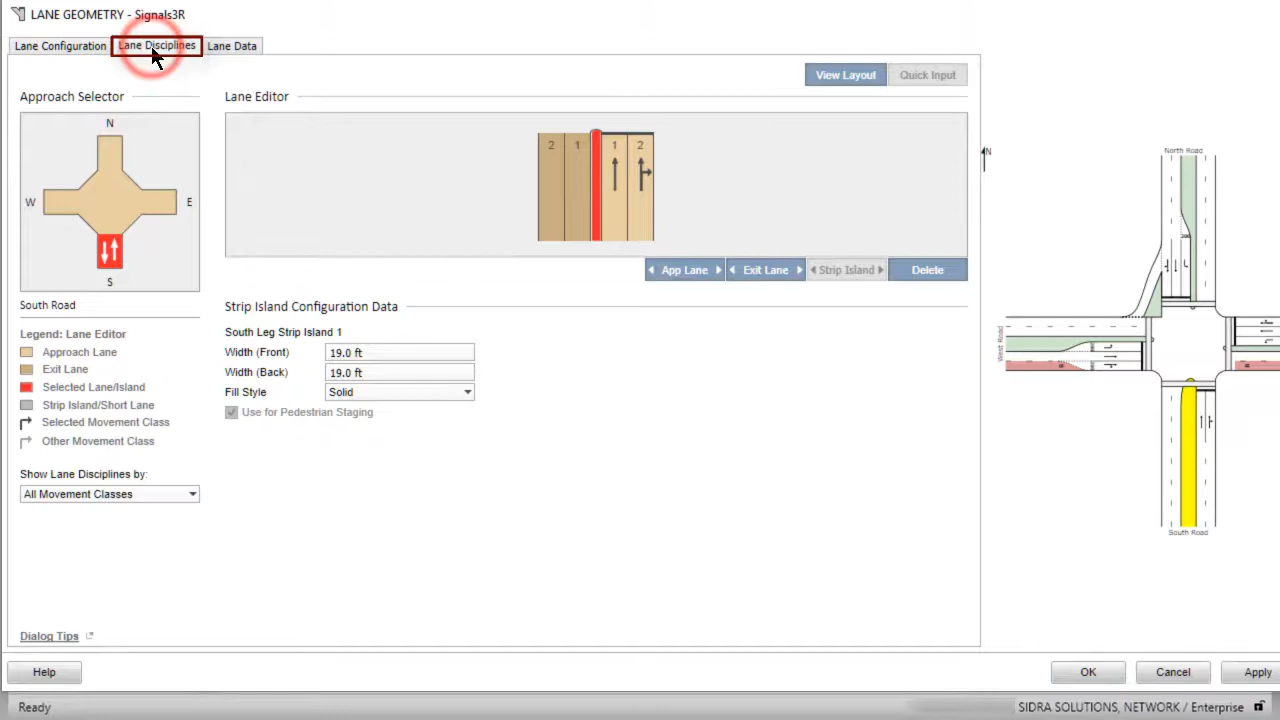 LANE GEOMETRY - Signals3R
Lane Configuration Lane Disciplines Lane Data
View Layout Quick Input
Approach Selector Lane Editor
N
W E
S
2 1 1 2
South Road
App Lane Exit Lane Strip Island Delete
Strip Island Configuration Data
South Leg Strip Island 1
Width (Front) 19.0 ft
Width (Back) 19.0 ft
Fill Style Solid
Use for Pedestrian Staging
Legend: Lane Editor
Approach Lane
Exit Lane
Selected Lane/Island
Strip Island/Short Lane
Selected Movement Class
Other Movement Class
Show Lane Disciplines by:
All Movement Classes
Dialog Tips
N
North Road
West Road
South Road
Help OK Cancel Apply
Ready SIDRA SOLUTIONS, NETWORK / Enterprise